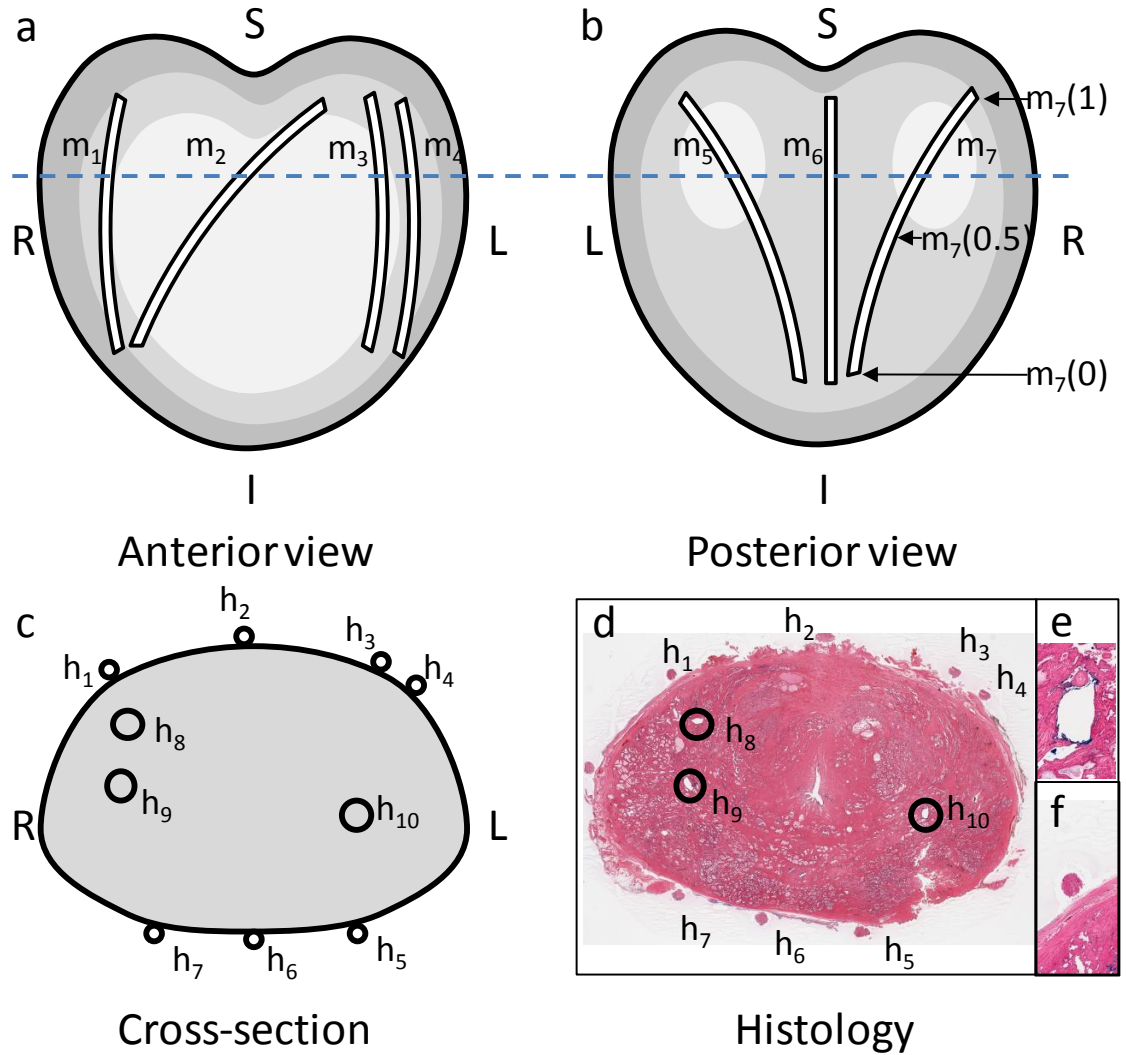 a
S
m₁
m₂
m₃
m₄
R
L
I
Anterior view
b
S
m₅
m₆
m₇
m₇(1)
m₇(0.5)
m₇(0)
L
R
I
Posterior view
c
h₁
h₂
h₃
h₄
h₈
h₉
h₁₀
R
L
h₇
h₆
h₅
Cross-section
d
h₁
h₂
h₃
h₄
h₈
h₉
h₁₀
h₇
h₆
h₅
e
f
Histology